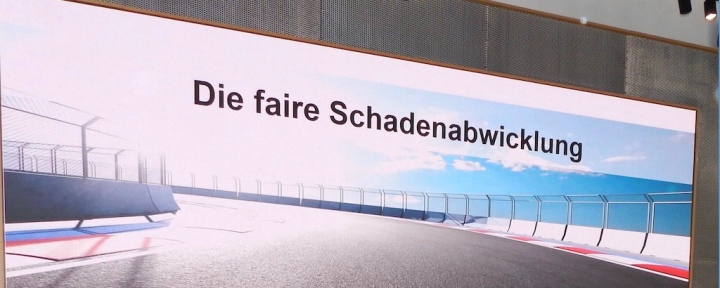 Die faire Schadenabwicklung